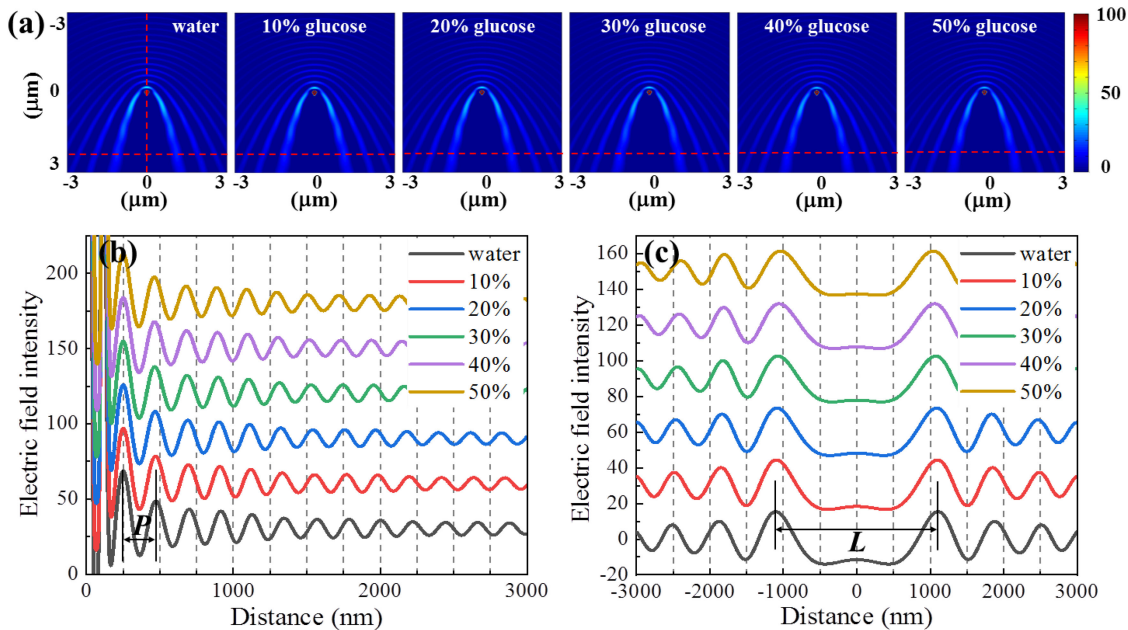 (a)
water
10% glucose
20% glucose
30% glucose
40% glucose
50% glucose
-3
0
3
(μm)
-3 0 3
-3 0 3
-3 0 3
-3 0 3
-3 0 3
-3 0 3
(μm)
(μm)
(μm)
(μm)
(μm)
(μm)
100
50
0
(b)
water
10%
20%
30%
40%
50%
P
200
150
100
50
0
Electric field intensity
0 500 1000 1500 2000 2500 3000
Distance (nm)
(c)
water
10%
20%
30%
40%
50%
L
160
140
120
100
80
60
40
20
0
-20
Electric field intensity
-3000 -2000 -1000 0 1000 2000 3000
Distance (nm)